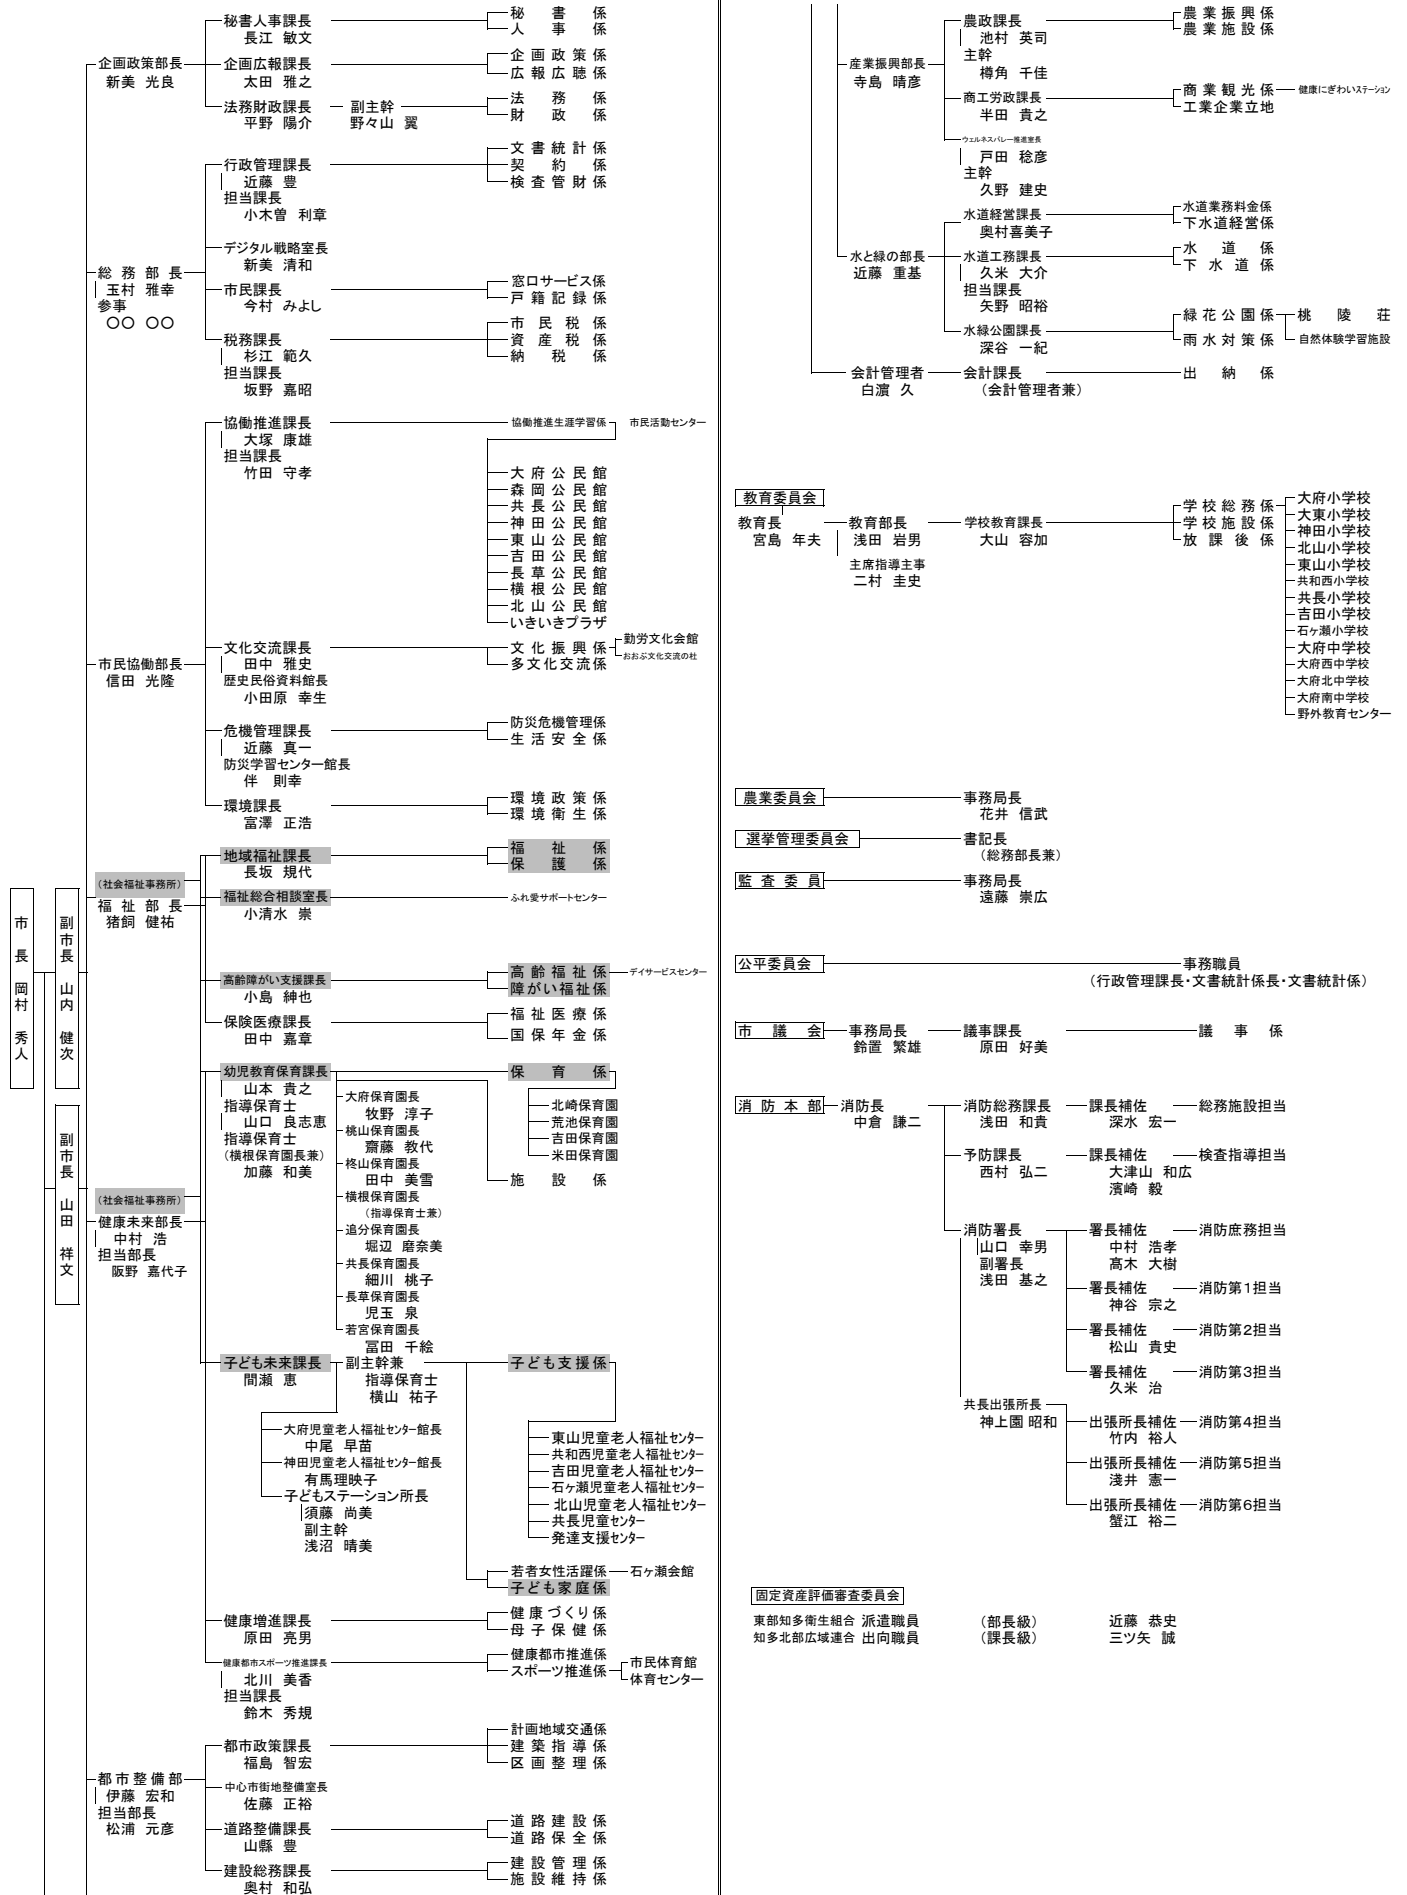 市長 岡村 秀人
副市長 山内 健次
副市長 山田 祥文
企画政策部長
新美 光良
秘書人事課長
長江 敏文
秘書係
人事係
企画広報課長
太田 雅之
企画政策係
広報広聴係
法務財政課長
平野 陽介
副主幹
野々山 翼
法務係
財政係
総務部長
玉村 雅幸
参事
○○ ○○
行政管理課長
近藤 豊
担当課長
小木曽 利章
文書統計係
契約係
検査管財係
デジタル戦略室長
新美 清和
市民課長
今村 みよし
窓口サービス係
戸籍記録係
税務課長
杉江 範久
担当課長
坂野 嘉昭
市民税係
資産税係
納税係
市民協働部長
信田 光隆
協働推進課長
大塚 康雄
担当課長
竹田 守孝
協働推進生涯学習係
市民活動センター
大府公民館
森岡公民館
共長公民館
神田公民館
東山公民館
吉田公民館
長草公民館
横根公民館
北山公民館
いきいきプラザ
文化交流課長
田中 雅史
歴史民俗資料館長
小田原 幸生
文化振興係
多文化交流係
勤労文化会館
おおぶ文化交流の杜
危機管理課長
近藤 真一
防災学習センター館長
伴 則幸
防災危機管理係
生活安全係
環境課長
富澤 正浩
環境政策係
環境衛生係
(社会福祉事務所)
福祉部長
猪飼 健祐
地域福祉課長
長坂 規代
福祉係
保護係
福祉総合相談室長
小清水 崇
ふれ愛サポートセンター
高齢障がい支援課長
小島 紳也
高齢福祉係
障がい福祉係
デイサービスセンター
保険医療課長
田中 嘉章
福祉医療係
国保年金係
(社会福祉事務所)
健康未来部長
中村 浩
担当部長
阪野 嘉代子
幼児教育保育課長
山本 貴之
指導保育士
山口 良志恵
指導保育士
(横根保育園長兼)
加藤 和美
大府保育園長
牧野 淳子
桃山保育園長
齋藤 教代
柊山保育園長
田中 美雪
横根保育園長
(指導保育士兼)
追分保育園長
堀辺 磨奈美
共長保育園長
細川 桃子
長草保育園長
児玉 泉
若宮保育園長
冨田 千絵
保育係
北崎保育園
荒池保育園
吉田保育園
米田保育園
施設係
子ども未来課長
間瀬 恵
副主幹兼
指導保育士
横山 祐子
子ども支援係
大府児童老人福祉センター館長
中尾 早苗
神田児童老人福祉センター館長
有馬理映子
子どもステーション所長
須藤 尚美
副主幹
浅沼 晴美
東山児童老人福祉センター
共和西児童老人福祉センター
吉田児童老人福祉センター
石ヶ瀬児童老人福祉センター
北山児童老人福祉センター
共長児童センター
発達支援センター
若者女性活躍係
石ヶ瀬会館
子ども家庭係
健康増進課長
原田 亮男
健康づくり係
母子保健係
健康都市スポーツ推進課長
北川 美香
担当課長
鈴木 秀規
健康都市推進係
スポーツ推進係
市民体育館
体育センター
都市整備部
伊藤 宏和
担当部長
松浦 元彦
都市政策課長
福島 智宏
計画地域交通係
建築指導係
区画整理係
中心市街地整備室長
佐藤 正裕
道路整備課長
山縣 豊
道路建設係
道路保全係
建設総務課長
奥村 和弘
建設管理係
施設維持係
産業振興部長
寺島 晴彦
農政課長
池村 英司
主幹
樽角 千佳
農業振興係
農業施設係
商工労政課長
半田 貴之
商業観光係
工業企業立地
健康にぎわいステーション
ウェルネスバレー推進室長
戸田 稔彦
主幹
久野 建史
水と緑の部長
近藤 重基
水道経営課長
奥村喜美子
水道業務料金係
下水道経営係
水道工務課長
久米 大介
担当課長
矢野 昭裕
水道係
下水道係
水緑公園課長
深谷 一紀
緑花公園係
雨水対策係
桃陵荘
自然体験学習施設
会計管理者
白濵 久
会計課長
(会計管理者兼)
出納係
教育委員会
教育長
宮島 年夫
教育部長
浅田 岩男
主席指導主事
二村 圭史
学校教育課長
大山 容加
学校総務係
学校施設係
放課後係
大府小学校
大東小学校
神田小学校
北山小学校
東山小学校
共和西小学校
共長小学校
吉田小学校
石ヶ瀬小学校
大府中学校
大府西中学校
大府北中学校
大府南中学校
野外教育センター
農業委員会
事務局長
花井 信武
選挙管理委員会
書記長
(総務部長兼)
監査委員
事務局長
遠藤 崇広
公平委員会
事務職員
(行政管理課長・文書統計係長・文書統計係)
市議会
事務局長
鈴置 繁雄
議事課長
原田 好美
議事係
消防本部
消防長
中倉 謙二
消防総務課長
浅田 和貴
課長補佐
深水 宏一
総務施設担当
予防課長
西村 弘二
課長補佐
大津山 和広
濱崎 毅
検査指導担当
消防署長
山口 幸男
副署長
浅田 基之
署長補佐
中村 浩孝
髙木 大樹
消防庶務担当
署長補佐
神谷 宗之
消防第1担当
署長補佐
松山 貴史
消防第2担当
署長補佐
久米 治
消防第3担当
共長出張所長
神上園 昭和
出張所長補佐
竹内 裕人
消防第4担当
出張所長補佐
淺井 憲一
消防第5担当
出張所長補佐
蟹江 裕二
消防第6担当
固定資産評価審査委員会
東部知多衛生組合 派遣職員 (部長級) 近藤 恭史
知多北部広域連合 出向職員 (課長級) 三ツ矢 誠